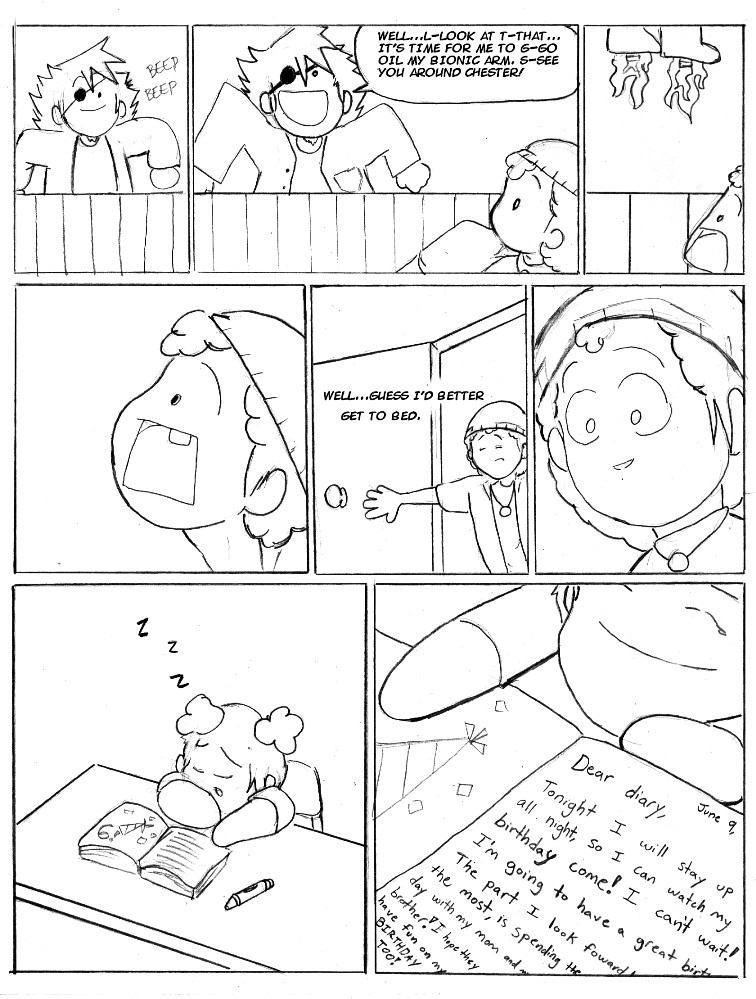 BEEP
BEEP
WELL...L-LOOK AT T-THAT...
IT'S TIME FOR ME TO G-GO
OIL MY BIONIC ARM. S-SEE
YOU AROUND CHESTER!
WELL...GUESS I'D BETTER
GET TO BED.
Z
Z
Z
6
June 9,
Dear diary,
Tonight I will stay up
all night, so I can watch my
birthday come! I can't wait!
I'm going to have a great birt
The part I look foward
the most, is spending the
day with my mom and
brother! I hope they
have fun on my
BIRTHDAY
TOO!